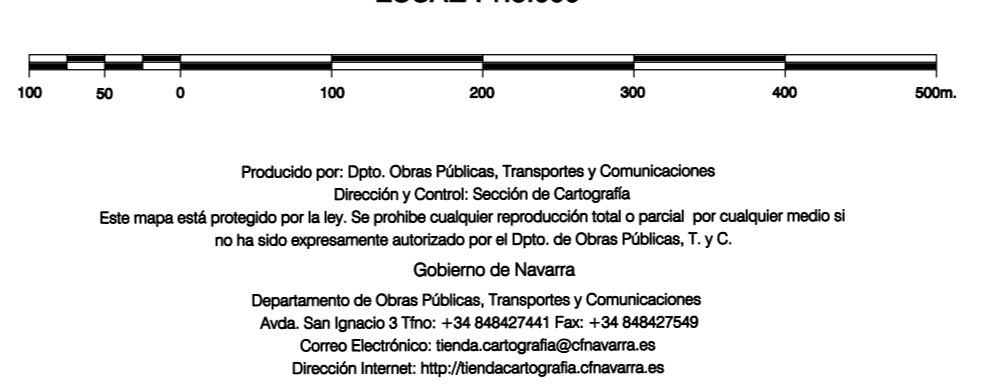 100 50 0 100 200 300 400 500m.
Producido por: Dpto. Obras Públicas, Transportes y Comunicaciones
Dirección y Control: Sección de Cartografía
Este mapa está protegido por la ley. Se prohibe cualquier reproducción total o parcial por cualquier medio si
no ha sido expresamente autorizado por el Dpto. de Obras Públicas, T. y C.
Gobierno de Navarra
Departamento de Obras Públicas, Transportes y Comunicaciones
Avda. San Ignacio 3 Tfno: +34 848427441 Fax: +34 848427549
Correo Electrónico: tienda.cartografia@cfnavarra.es
Dirección Internet: http://tiendacartografia.cfnavarra.es